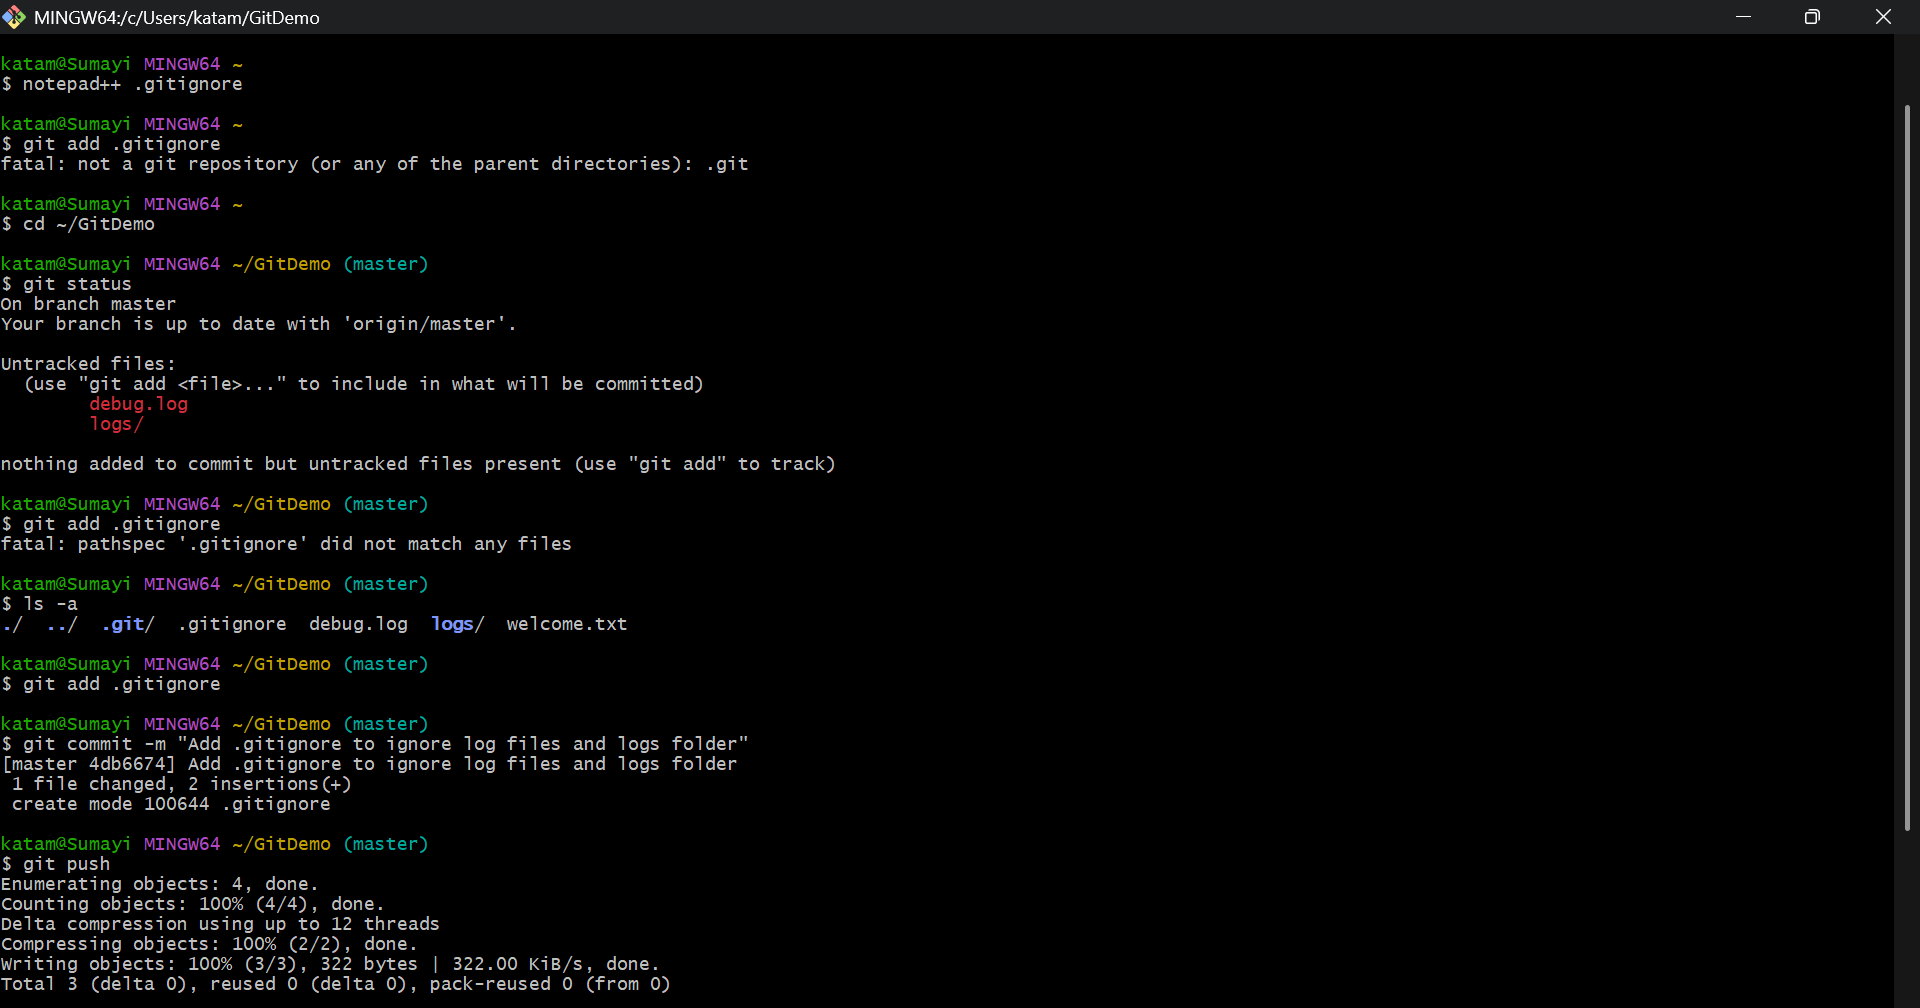 MINGW64:/c/Users/katam/GitDemo
katam@Sumayi MINGW64 ~
$ notepad++ .gitignore
katam@Sumayi MINGW64 ~
$ git add .gitignore
fatal: not a git repository (or any of the parent directories): .git
katam@Sumayi MINGW64 ~
$ cd ~/GitDemo
katam@Sumayi MINGW64 ~/GitDemo (master)
$ git status
On branch master
Your branch is up to date with 'origin/master'.
Untracked files:
  (use "git add <file>..." to include in what will be committed)
        debug.log
        logs/
nothing added to commit but untracked files present (use "git add" to track)
katam@Sumayi MINGW64 ~/GitDemo (master)
$ git add .gitignore
fatal: pathspec '.gitignore' did not match any files
katam@Sumayi MINGW64 ~/GitDemo (master)
$ ls -a
./  ../  .git/  .gitignore  debug.log  logs/  welcome.txt
katam@Sumayi MINGW64 ~/GitDemo (master)
$ git add .gitignore
katam@Sumayi MINGW64 ~/GitDemo (master)
$ git commit -m "Add .gitignore to ignore log files and logs folder"
[master 4db6674] Add .gitignore to ignore log files and logs folder
 1 file changed, 2 insertions(+)
 create mode 100644 .gitignore
katam@Sumayi MINGW64 ~/GitDemo (master)
$ git push
Enumerating objects: 4, done.
Counting objects: 100% (4/4), done.
Delta compression using up to 12 threads
Compressing objects: 100% (2/2), done.
Writing objects: 100% (3/3), 322 bytes | 322.00 KiB/s, done.
Total 3 (delta 0), reused 0 (delta 0), pack-reused 0 (from 0)